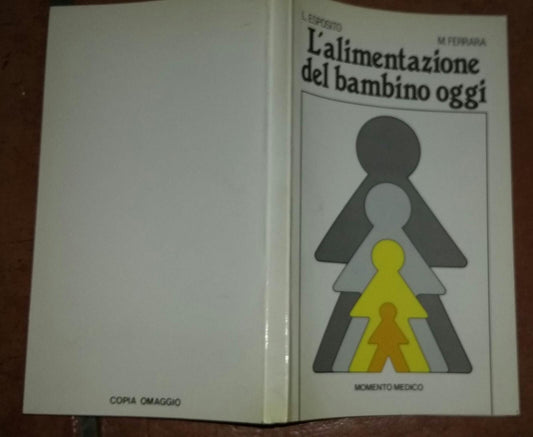 L. ESPOSITO
M. FERRARA
L'alimentazione
del bambino oggi
MOMENTO MEDICO
COPIA OMAGGIO